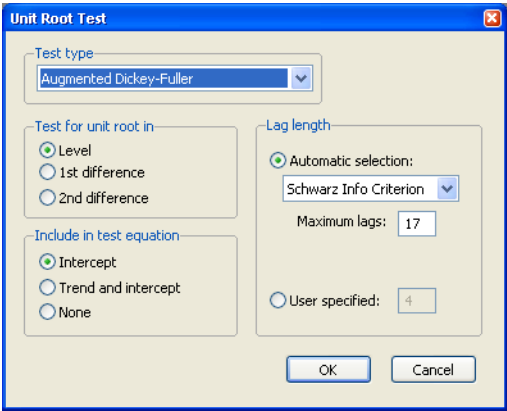 Unit Root Test
Test type
Augmented Dickey-Fuller
Test for unit root in
Level
1st difference
2nd difference
Include in test equation
Intercept
Trend and intercept
None
Lag length
Automatic selection:
Schwarz Info Criterion
Maximum lags: 17
User specified: 4
OK Cancel